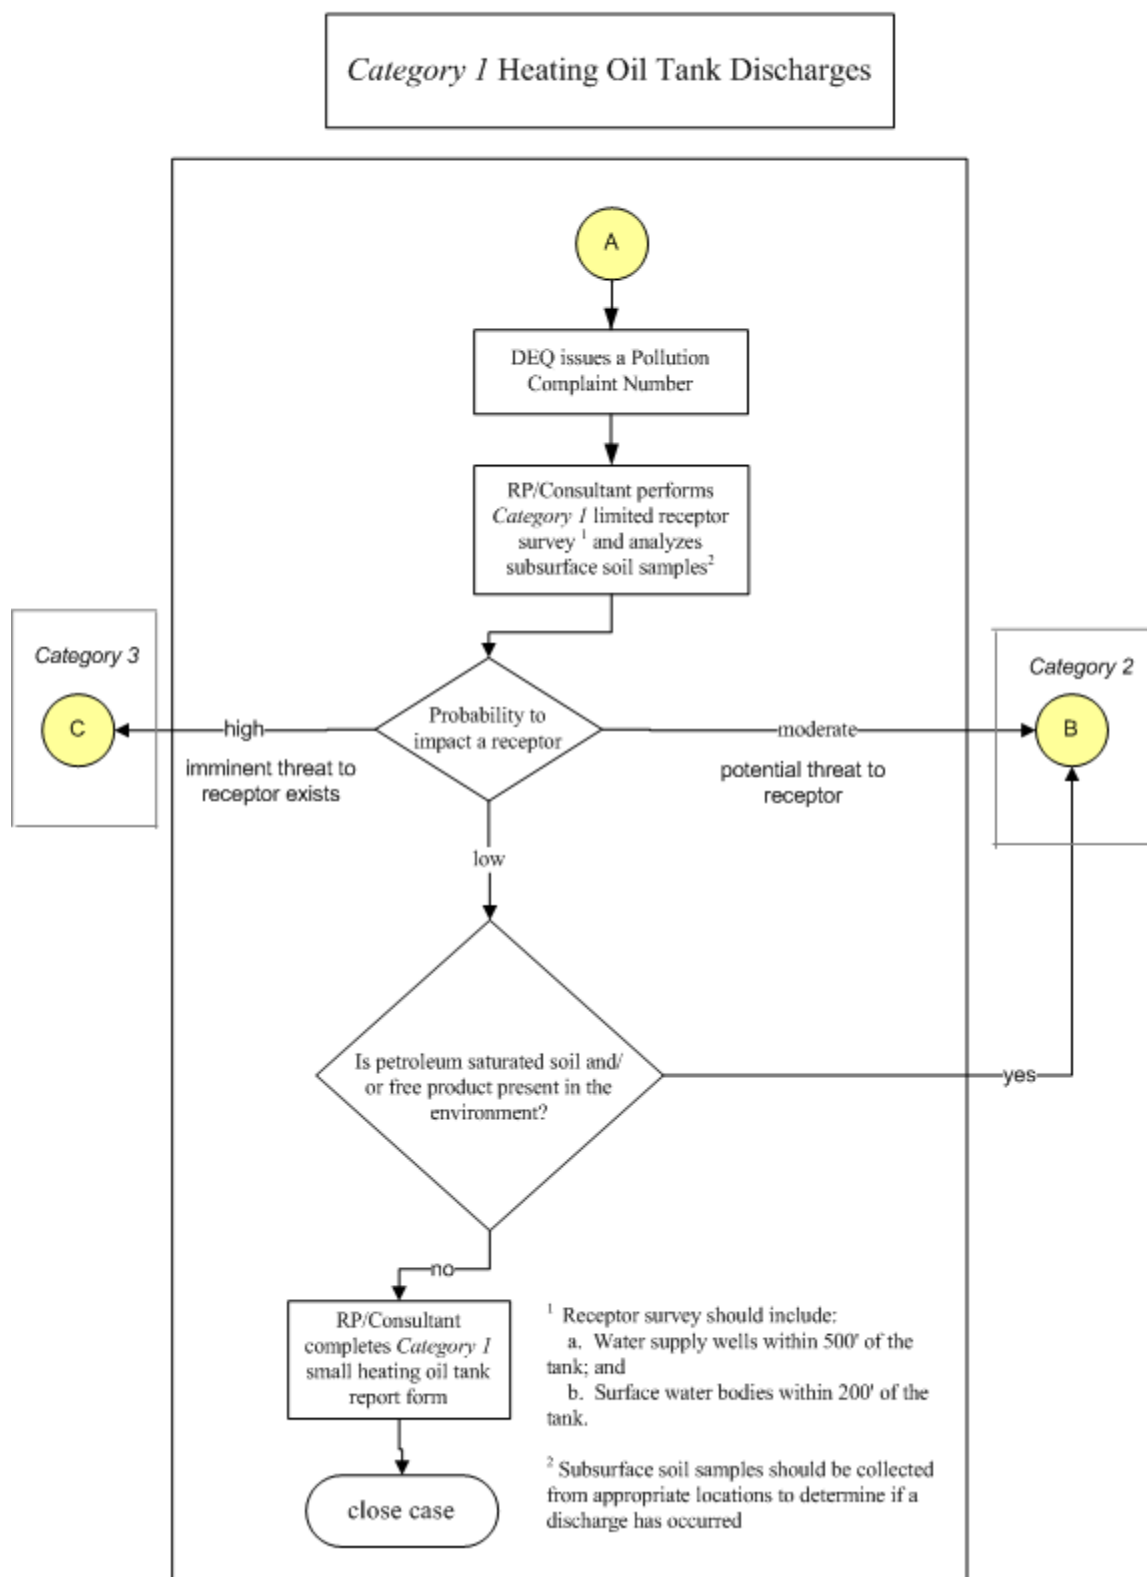 Category 1 Heating Oil Tank Discharges
A
DEQ issues a Pollution
Complaint Number
RP/Consultant performs
Category 1 limited receptor
survey 1 and analyzes
subsurface soil samples2
Category 3
C
high
imminent threat to
receptor exists
Probability to
impact a receptor
moderate
potential threat to
receptor
Category 2
B
low
Is petroleum saturated soil and/
or free product present in the
environment?
yes
no
RP/Consultant
completes Category 1
small heating oil tank
report form
close case
1 Receptor survey should include:
a. Water supply wells within 500' of the
tank; and
b. Surface water bodies within 200' of the
tank.
2 Subsurface soil samples should be collected
from appropriate locations to determine if a
discharge has occurred